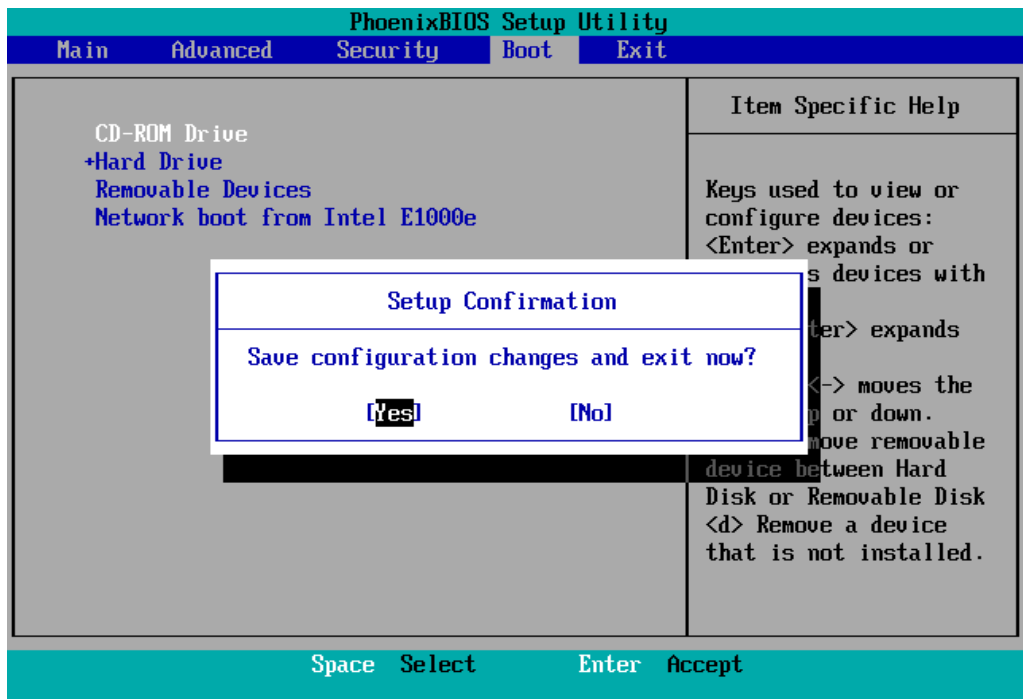 PhoenixBIOS Setup Utility
Main Advanced Security Boot Exit
CD-ROM Drive
+Hard Drive
Removable Devices
Network boot from Intel E1000e
Setup Confirmation
Save configuration changes and exit now?
[Yes] [No]
Item Specific Help
Keys used to view or
configure devices:
<Enter> expands or
s devices with
ter> expands
<-> moves the
p or down.
move removable
device between Hard
Disk or Removable Disk
<d> Remove a device
that is not installed.
Space Select Enter Accept